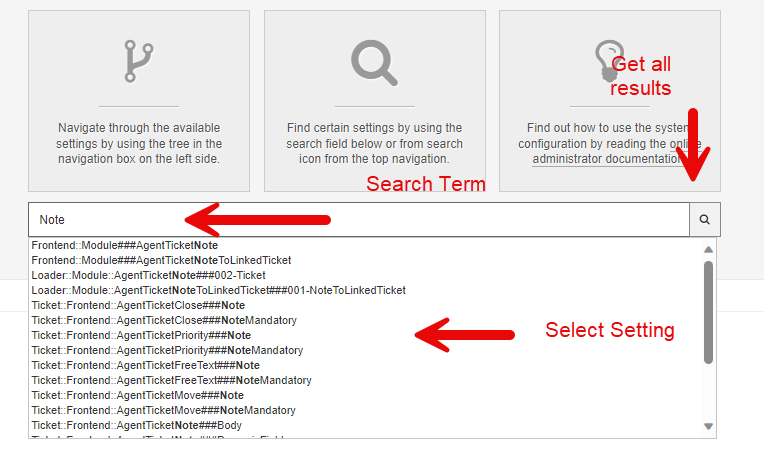 Get all
results
Navigate through the available
settings by using the tree in the
navigation box on the left side.
Find certain settings by using the
search field below or from search
icon from the top navigation.
Find out how to use the system
configuration by reading the online
administrator documentation
Search Term
Note
Frontend::Module###AgentTicketNote
Frontend::Module###AgentTicketNoteToLinkedTicket
Loader::Module::AgentTicketNote###002-Ticket
Loader::Module::AgentTicketNoteToLinkedTicket###001-NoteToLinkedTicket
Ticket::Frontend::AgentTicketClose###Note
Ticket::Frontend::AgentTicketClose###NoteMandatory
Ticket::Frontend::AgentTicketPriority###Note
Ticket::Frontend::AgentTicketPriority###NoteMandatory
Ticket::Frontend::AgentTicketFreeText###Note
Ticket::Frontend::AgentTicketFreeText###NoteMandatory
Ticket::Frontend::AgentTicketMove###Note
Ticket::Frontend::AgentTicketMove###NoteMandatory
Ticket::Frontend::AgentTicketNote###Body
Select Setting